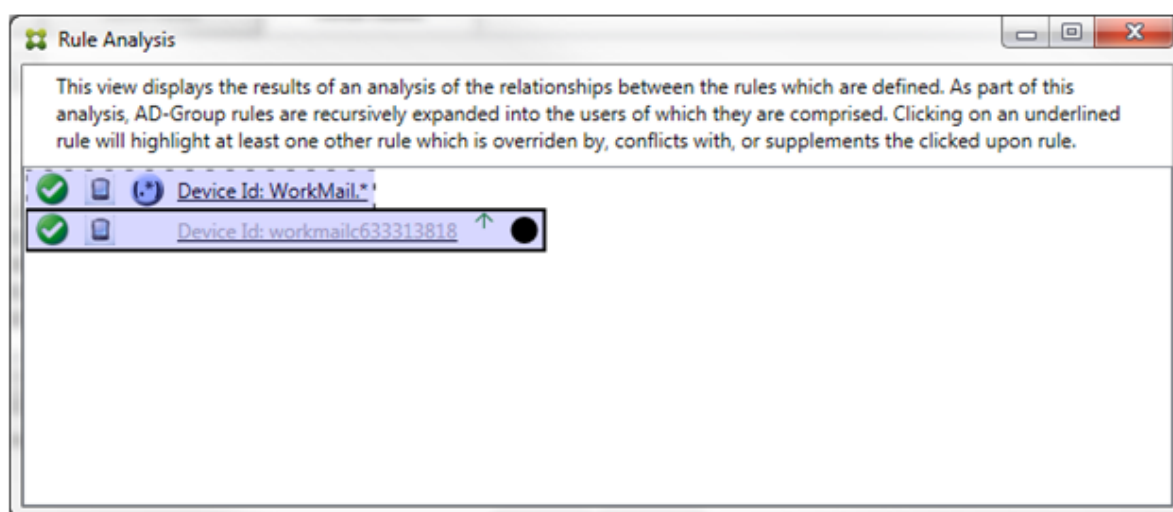 Rule Analysis
This view displays the results of an analysis of the relationships between the rules which are defined. As part of this
analysis, AD-Group rules are recursively expanded into the users of which they are comprised. Clicking on an underlined
rule will highlight at least one other rule which is overriden by, conflicts with, or supplements the clicked upon rule.
(.*) Device Id: WorkMail.*
Device Id: workmailc633313818